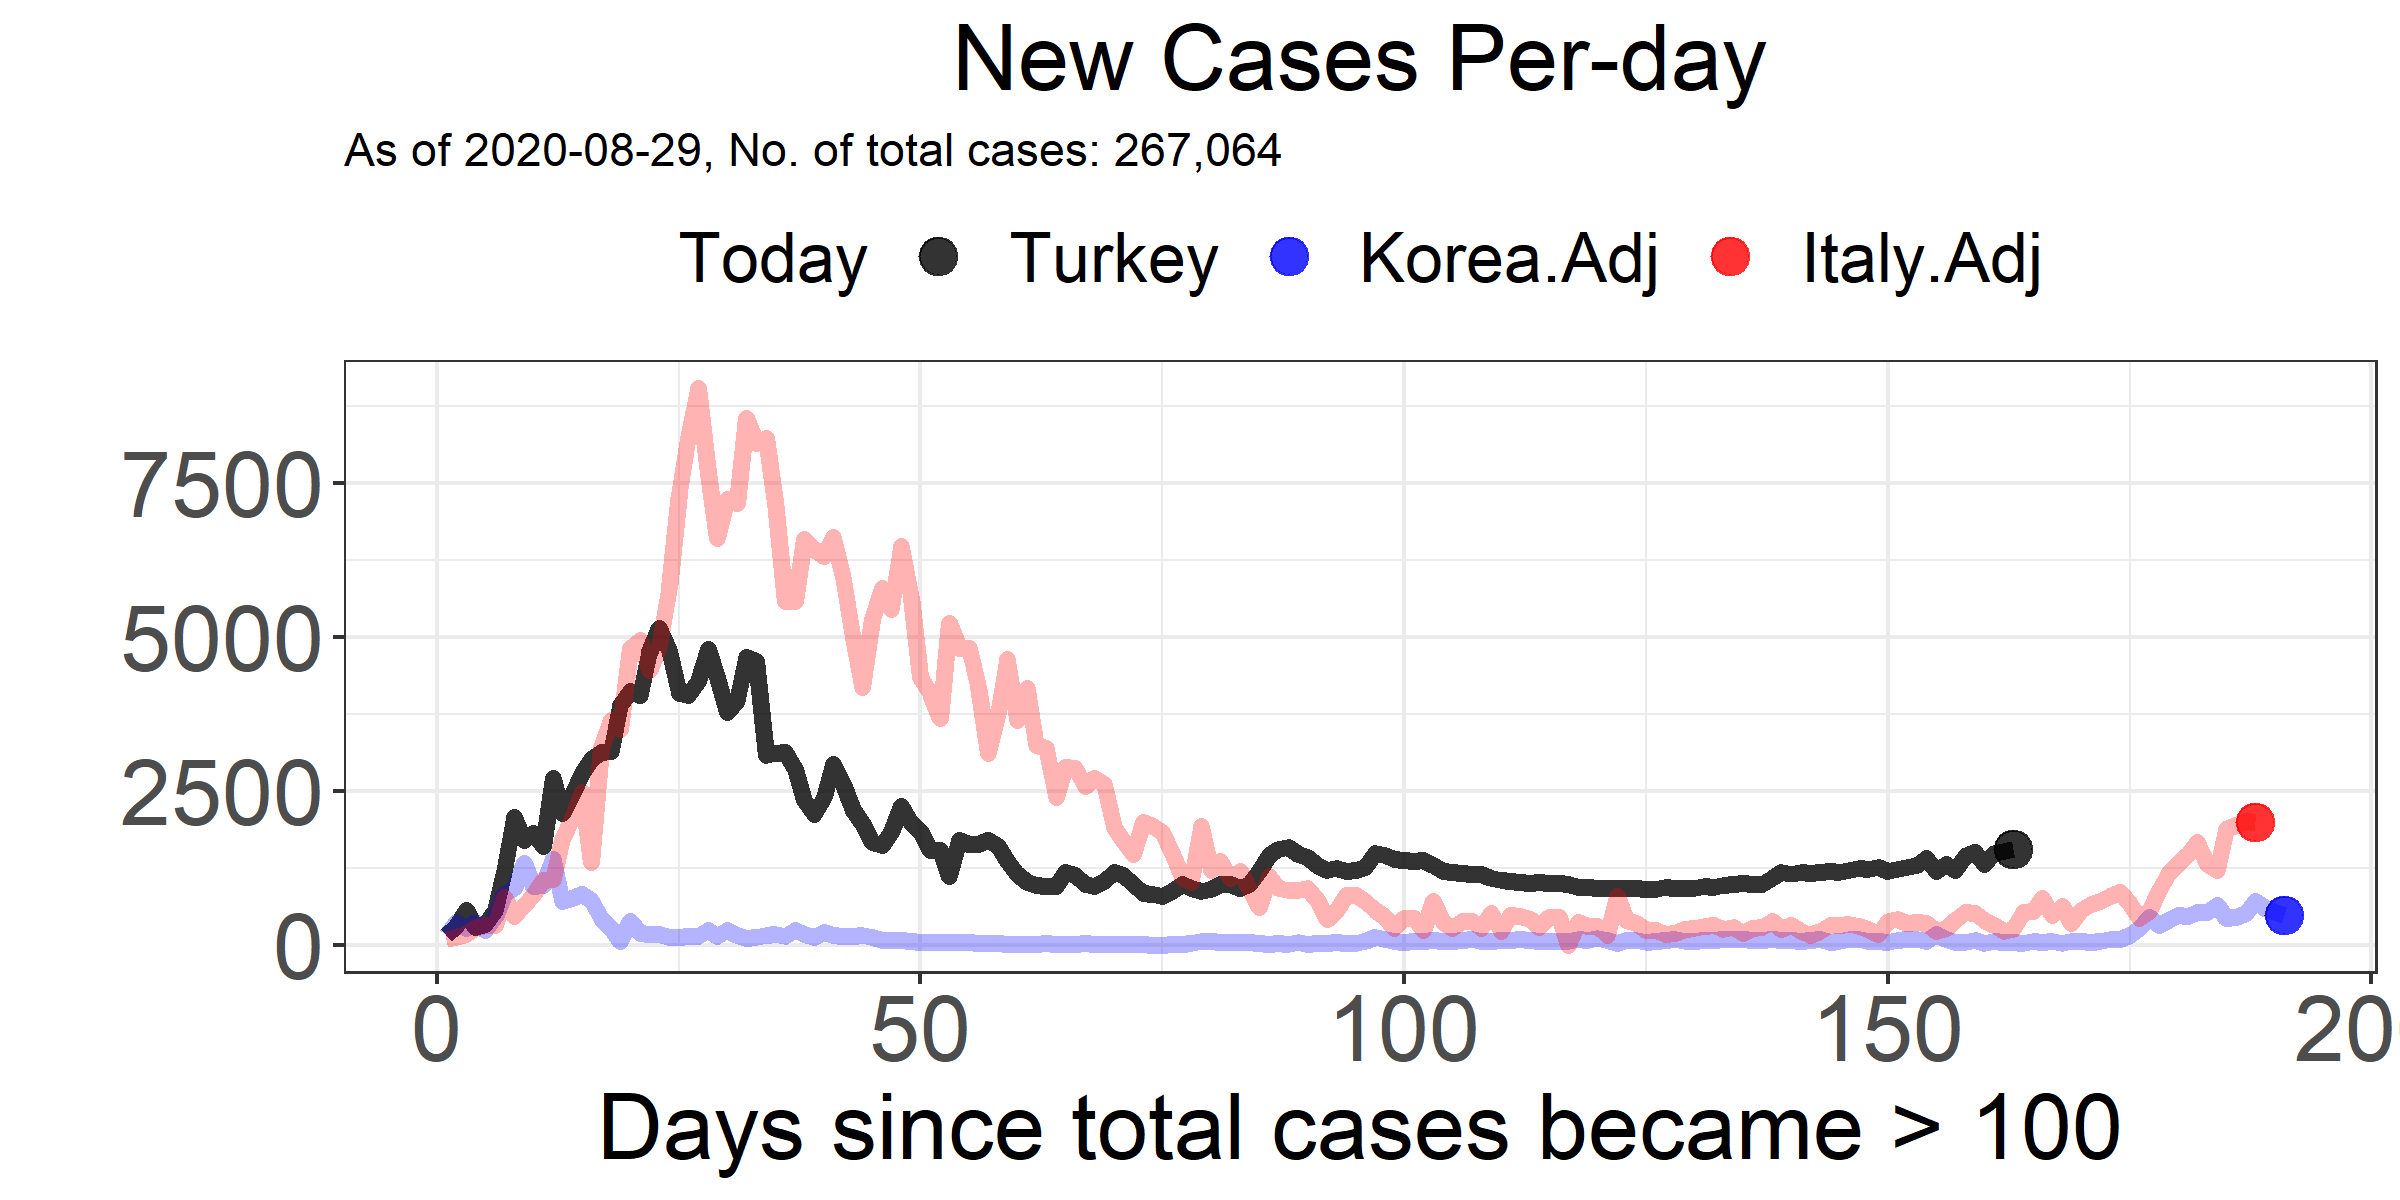 New Cases Per-day
As of 2020-08-29, No. of total cases: 267,064
Today Turkey Korea.Adj Italy.Adj
7500
5000
2500
0
0 50 100 150 20
Days since total cases became > 100